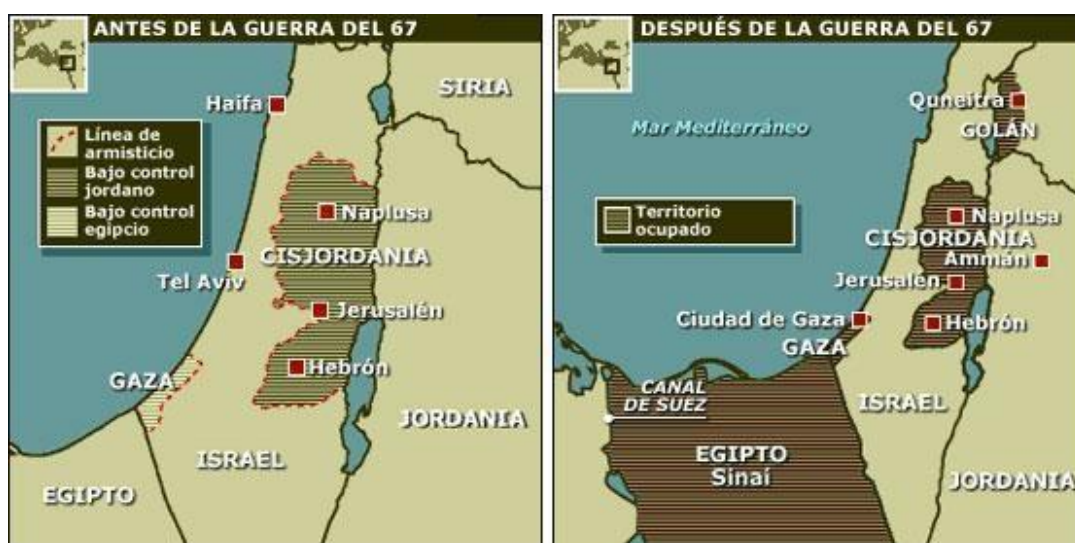 ANTES DE LA GUERRA DEL 67
SIRIA
Haifa
Línea de
armisticio
Bajo control
jordano
Bajo control
egipcio
Naplusa
CISJORDANIA
Tel Aviv
Jerusalén
Hebrón
GAZA
JORDANIA
ISRAEL
EGIPTO
DESPUÉS DE LA GUERRA DEL 67
Quneitra
Mar Mediterráneo
GOLÁN
Territorio
ocupado
Naplusa
CISJORDANIA
Ammán
Jerusalén
Ciudad de Gaza
Hebrón
GAZA
CANAL
DE SUEZ
ISRAEL
EGIPTO
Sinaí
JORDANIA